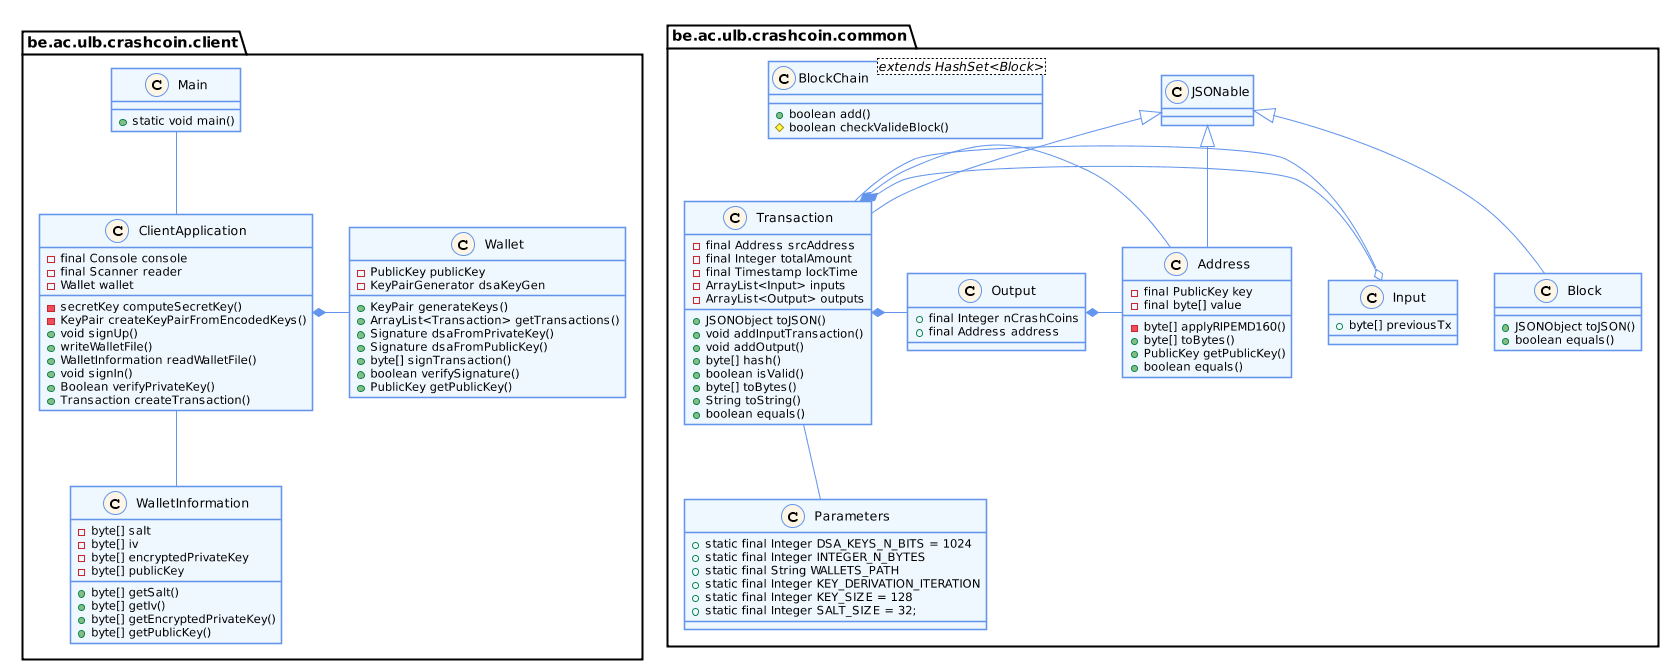 be.ac.ulb.crashcoin.client
C Main
static void main()
C ClientApplication
final Console console
final Scanner reader
Wallet wallet
secretKey computeSecretKey()
KeyPair createKeyPairFromEncodedKeys()
void signUp()
writeWalletFile()
WalletInformation readWalletFile()
void signIn()
Boolean verifyPrivateKey()
Transaction createTransaction()
C Wallet
PublicKey publicKey
KeyPairGenerator dsaKeyGen
KeyPair generateKeys()
ArrayList<Transaction> getTransactions()
Signature dsaFromPrivateKey()
Signature dsaFromPublicKey()
byte[] signTransaction()
boolean verifySignature()
PublicKey getPublicKey()
C WalletInformation
byte[] salt
byte[] iv
byte[] encryptedPrivateKey
byte[] publicKey
byte[] getSalt()
byte[] getIv()
byte[] getEncryptedPrivateKey()
byte[] getPublicKey()
be.ac.ulb.crashcoin.common
C BlockChain
extends HashSet<Block>
boolean add()
boolean checkValideBlock()
C JSONable
C Transaction
final Address srcAddress
final Integer totalAmount
final Timestamp lockTime
ArrayList<Input> inputs
ArrayList<Output> outputs
JSONObject toJSON()
void addInputTransaction()
void addOutput()
byte[] hash()
boolean isValid()
byte[] toBytes()
String toString()
boolean equals()
C Output
final Integer nCrashCoins
final Address address
C Address
final PublicKey key
final byte[] value
byte[] applyRIPEMD160()
byte[] toBytes()
PublicKey getPublicKey()
boolean equals()
C Input
byte[] previousTx
C Block
JSONObject toJSON()
boolean equals()
C Parameters
static final Integer DSA_KEYS_N_BITS = 1024
static final Integer INTEGER_N_BYTES
static final String WALLETS_PATH
static final Integer KEY_DERIVATION_ITERATION
static final Integer KEY_SIZE = 128
static final Integer SALT_SIZE = 32;